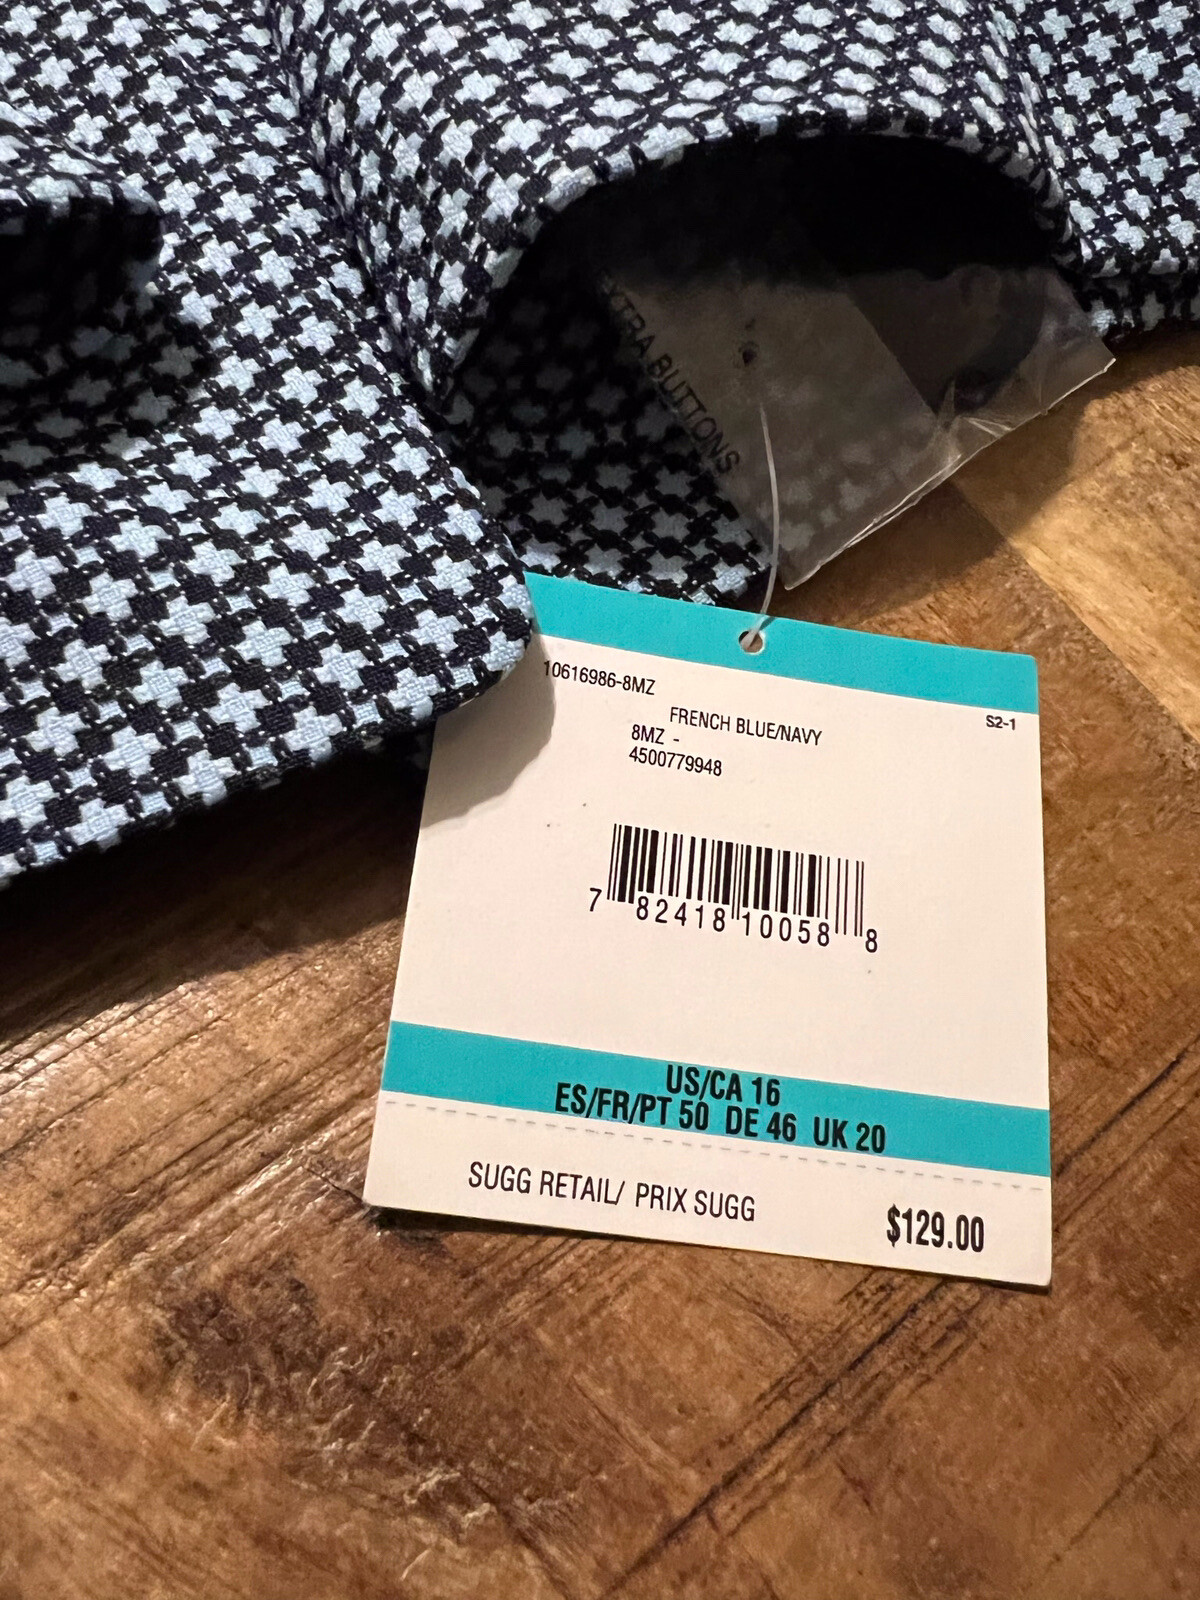 EXTRA BUTTONS
10616986-8MZ
S2-1
FRENCH BLUE/NAVY
8MZ -
4500779948
7 82418 10058 8
US/CA 16
ES/FR/PT 50 DE 46 UK 20
SUGG RETAIL/ PRIX SUGG
$129.00